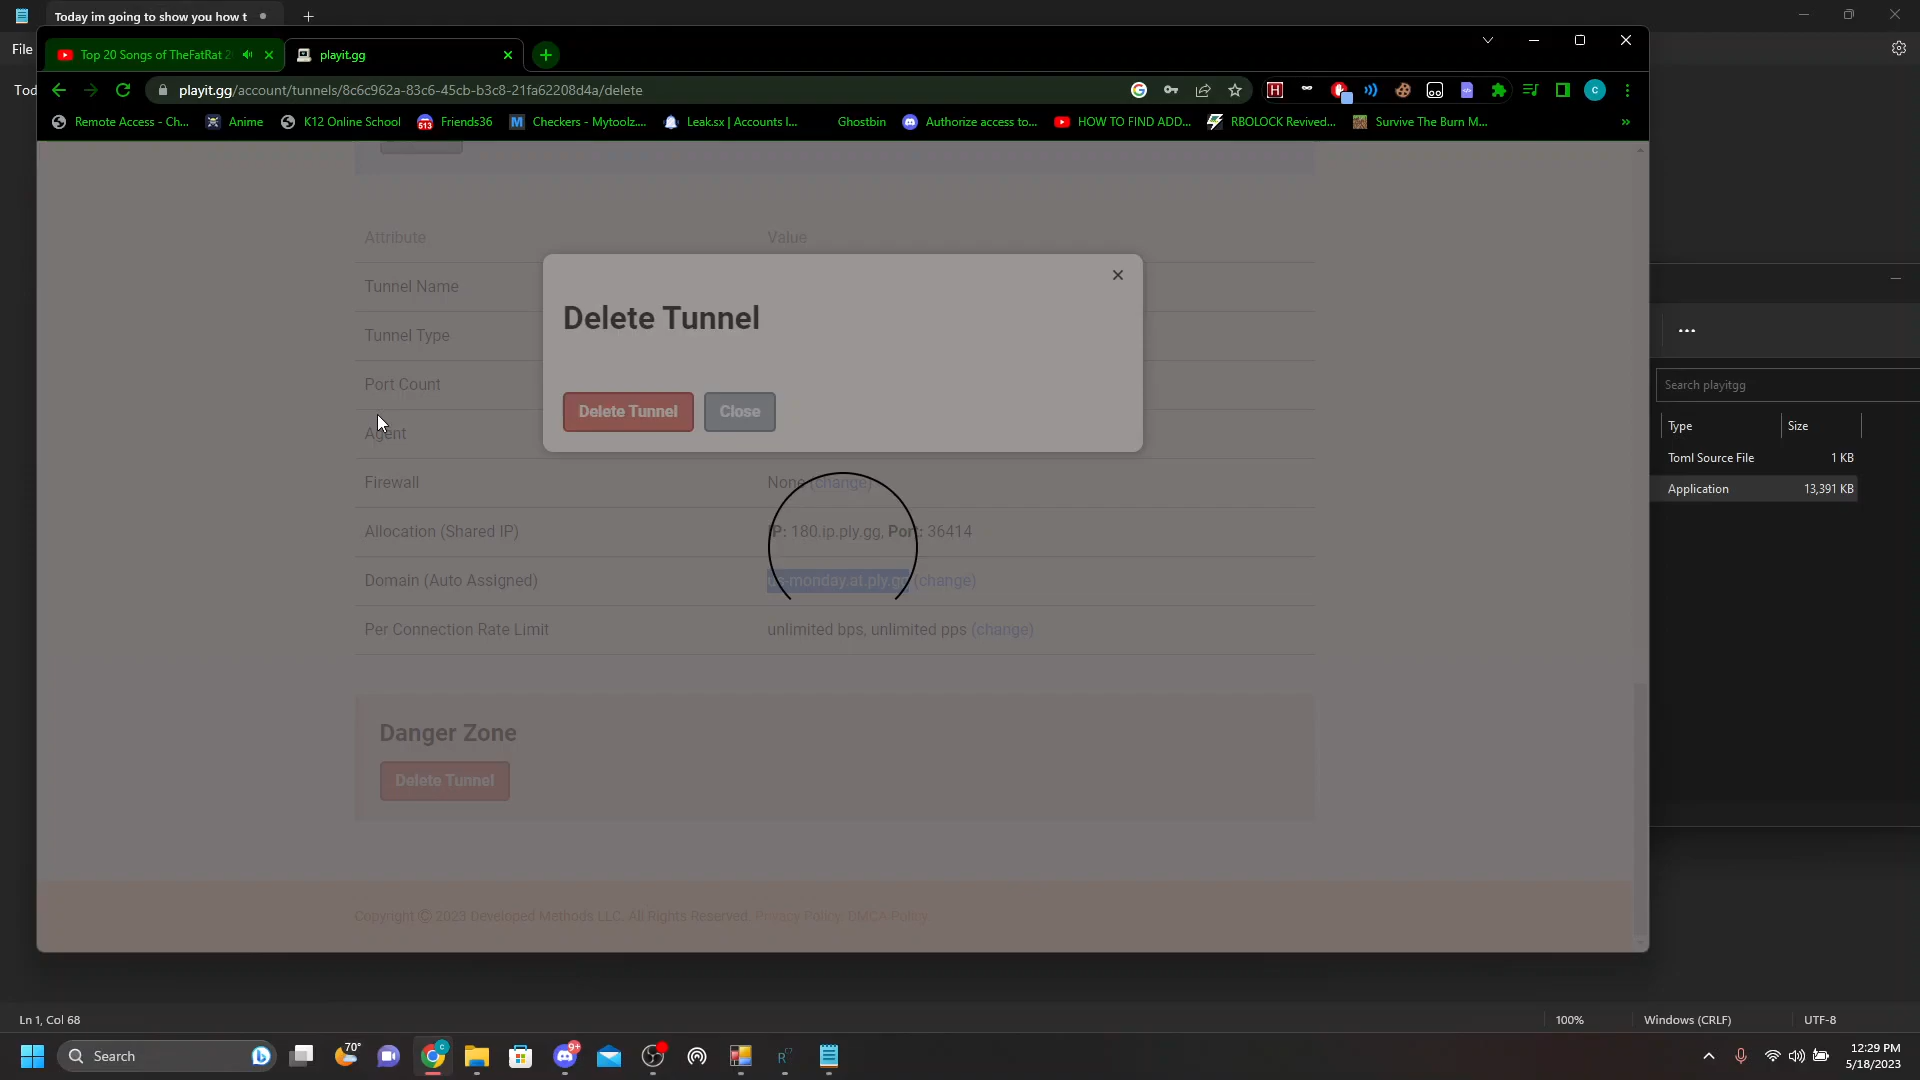 Today im going to show you how t
File
Top 20 Songs of TheFatRat 2
playit.gg
Tod
playit.gg/account/tunnels/8c6c962a-83c6-45cb-b3c8-21fa62208d4a/delete
Remote Access - Ch...
Anime
K12 Online School
513
Friends36
Checkers - Mytoolz....
Leak.sx | Accounts I...
Ghostbin
Authorize access to...
HOW TO FIND ADD...
RBOLOCK Revived...
Survive The Burn M...
»
Attribute
Value
Tunnel Name
Tunnel Type
Port Count
Agent
Delete Tunnel
Delete Tunnel
Close
Firewall
None (change)
Allocation (Shared IP)
IP: 180.ip.ply.gg, Port: 36414
Domain (Auto Assigned)
-monday.at.ply.gg (change)
Per Connection Rate Limit
unlimited bps, unlimited pps (change)
Danger Zone
Delete Tunnel
Copyright © 2023 Developed Methods LLC. All Rights Reserved. Privacy Policy. DMCA Policy.
Search playitgg
Type
Size
Toml Source File
1 KB
Application
13,391 KB
Ln 1, Col 68
100%
Windows (CRLF)
UTF-8
Search
70°
C
9+
12:29 PM
5/18/2023